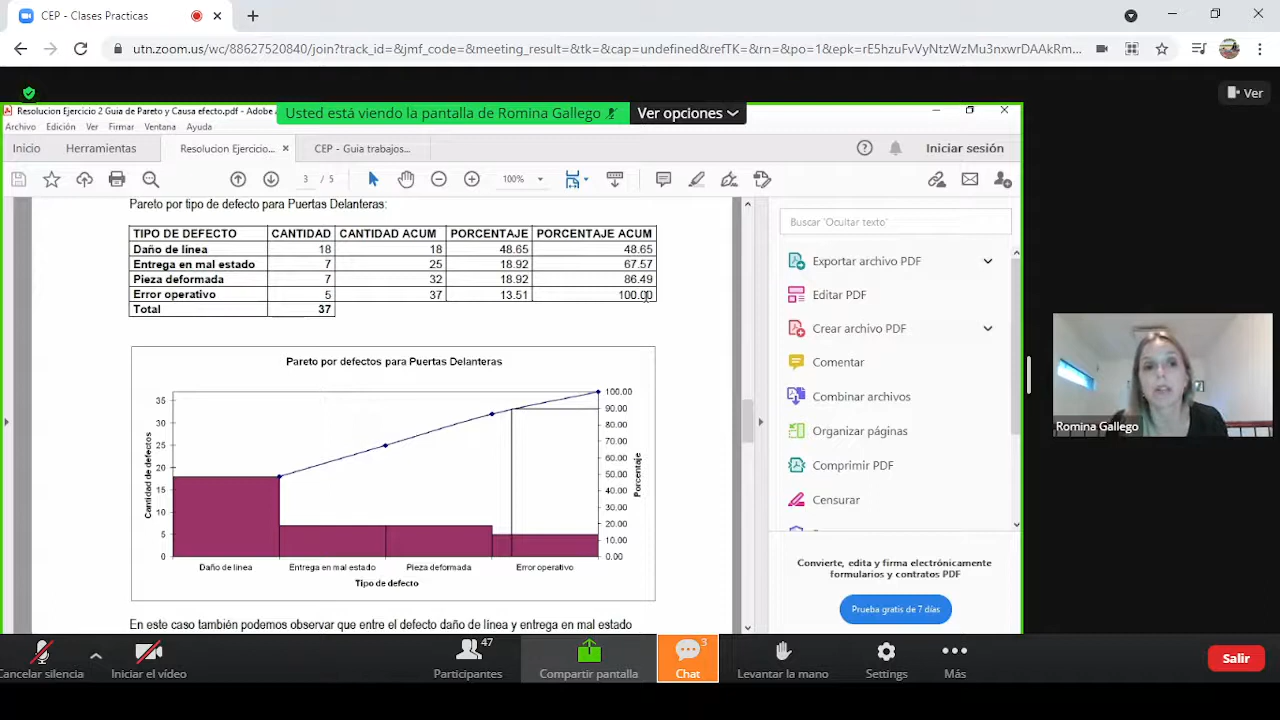 CEP - Clases Practicas
utn.zoom.us/wc/88627520840/join?track_id=&jmf_code=&meeting_result=&tk=&cap=undefined&refTK=&rn=&po=1&epk=rE5hzuFvVyNtzWzMu3nxwrDAAkRm...
Ver
Resolucion Ejercicio 2 Guia de Pareto y Causa efecto.pdf - Adobe
Usted está viendo la pantalla de Romina Gallego
Ver opciones
Archivo Edición Ver Firmar Ventana Ayuda
Inicio Herramientas Resolucion Ejercicio... CEP - Guia trabajos... Iniciar sesión
3 / 5 100%
Pareto por tipo de defecto para Puertas Delanteras:
TIPO DE DEFECTO CANTIDAD CANTIDAD ACUM PORCENTAJE PORCENTAJE ACUM
Daño de línea 18 18 48.65 48.65
Entrega en mal estado 7 25 18.92 67.57
Pieza deformada 7 32 18.92 86.49
Error operativo 5 37 13.51 100.00
Total 37
Pareto por defectos para Puertas Delanteras
Cantidad de defectos
35
30
25
20
15
10
5
0
100.00
90.00
80.00
70.00
60.00
50.00
40.00
30.00
20.00
10.00
0.00
Porcentaje
Daño de línea Entrega en mal estado Pieza deformada Error operativo
Tipo de defecto
En este caso también podemos observar que entre el defecto daño de línea y entrega en mal estado
Buscar 'Ocultar texto'
Exportar archivo PDF
Editar PDF
Crear archivo PDF
Comentar
Combinar archivos
Organizar páginas
Comprimir PDF
Censurar
Convierte, edita y firma electrónicamente
formularios y contratos PDF
Prueba gratis de 7 días
Romina Gallego
Cancelar silencia
Iniciar el video
47
Participantes
Compartir pantalla
3
Chat
Levantar la mano
Settings
Más
Salir